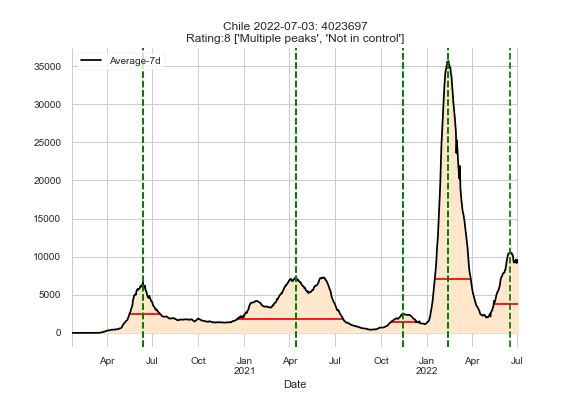 Chile 2022-07-03: 4023697
Rating:8 ['Multiple peaks', 'Not in control']
Average-7d
35000
30000
25000
20000
15000
10000
5000
0
Apr Jul Oct Jan Apr Jul Oct Jan Apr Jul
2021 2022
Date